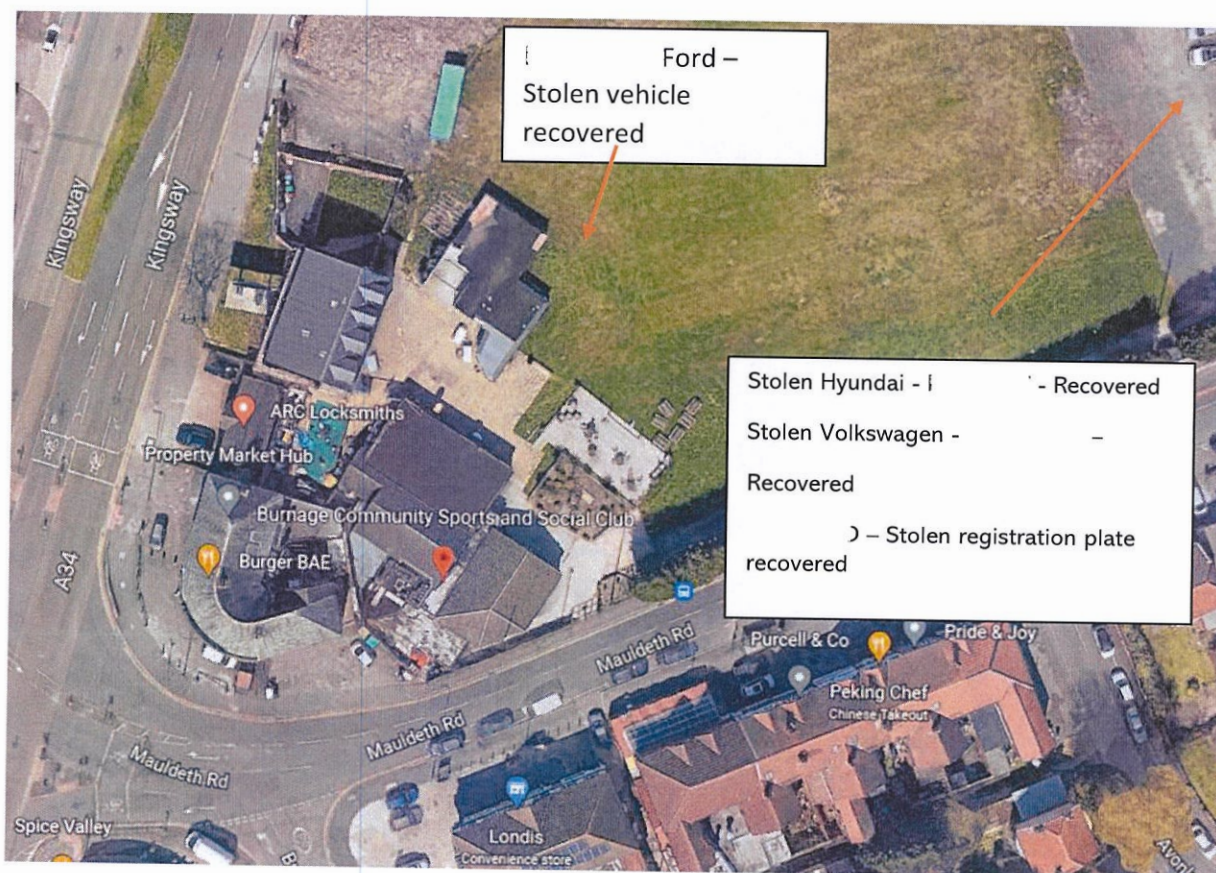 Ford –
Stolen vehicle
recovered
Kingsway
Kingsway
ARC Locksmiths
Property Market Hub
Burnage Community Sports and Social Club
Burger BAE
A34
Stolen Hyundai - - Recovered
Stolen Volkswagen - –
Recovered
– Stolen registration plate
recovered
Mauldeth Rd
Purcell & Co
Pride & Joy
Peking Chef
Chinese Takeout
Mauldeth Rd
Mauldeth Rd
Spice Valley
Londis
Convenience store